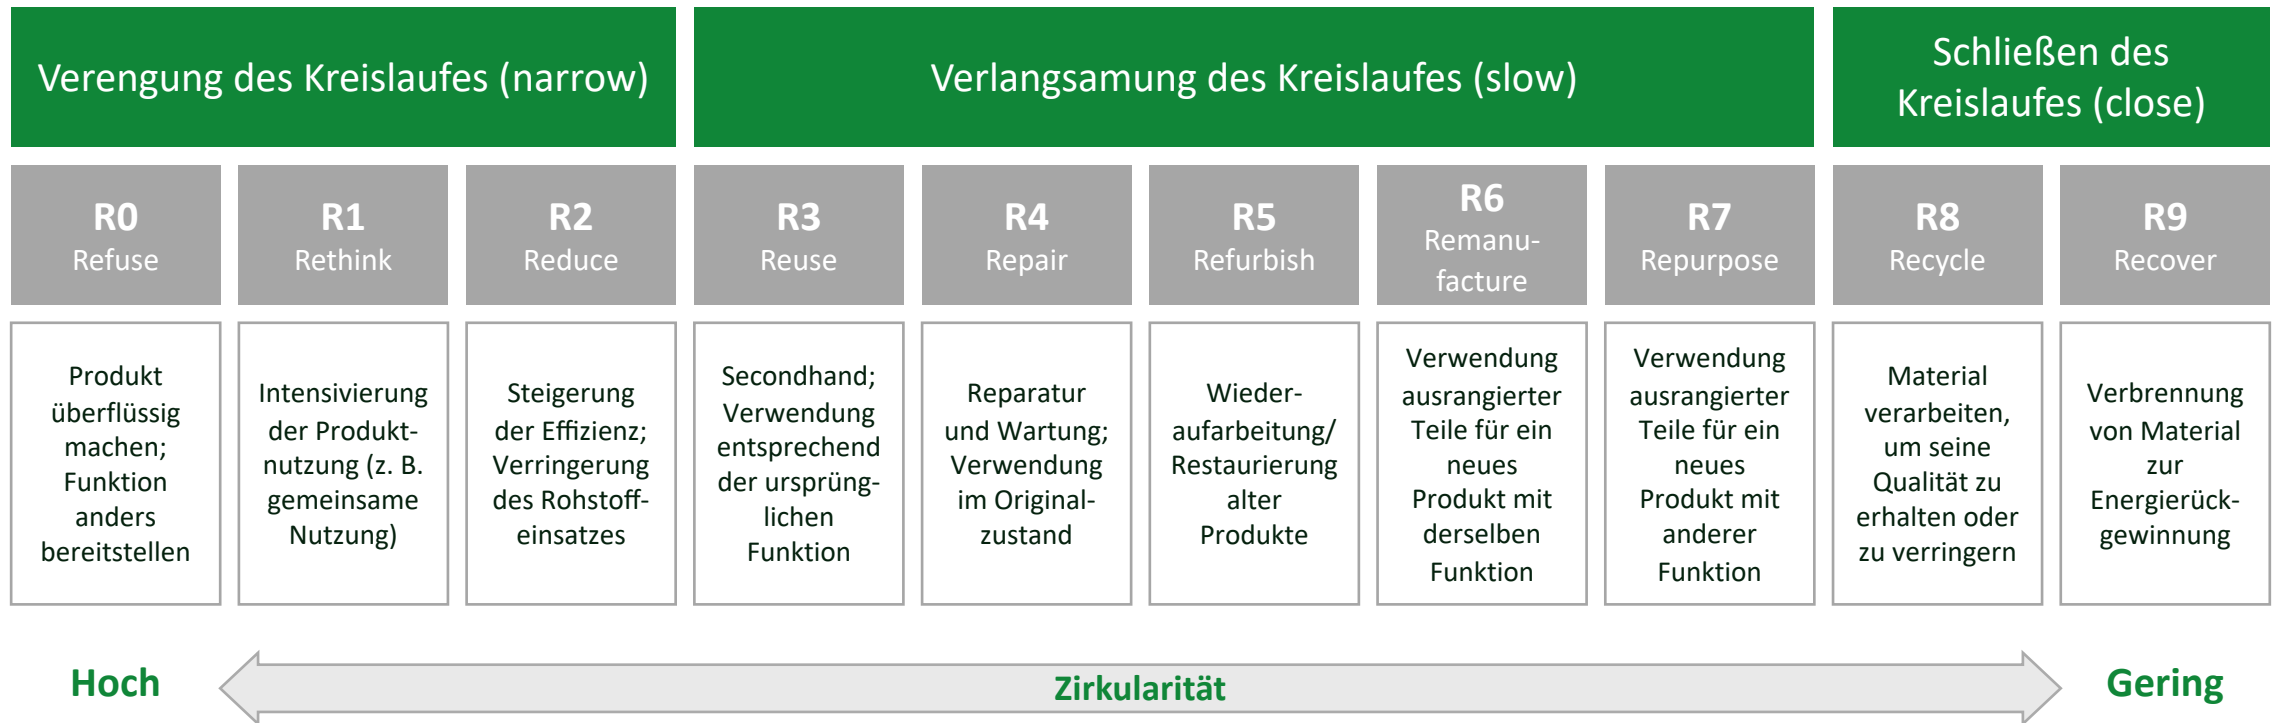 Verengung des Kreislaufes (narrow)
Verlangsamung des Kreislaufes (slow)
Schließen des
Kreislaufes (close)
R0
Refuse
R1
Rethink
R2
Reduce
R3
Reuse
R4
Repair
R5
Refurbish
R6
Remanu-
facture
R7
Repurpose
R8
Recycle
R9
Recover
Produkt
überflüssig
machen;
Funktion
anders
bereitstellen
Intensivierung
der Produkt-
nutzung (z. B.
gemeinsame
Nutzung)
Steigerung
der Effizienz;
Verringerung
des Rohstoff-
einsatzes
Secondhand;
Verwendung
entsprechend
der ursprüng-
lichen
Funktion
Reparatur
und Wartung;
Verwendung
im Original-
zustand
Wieder-
aufarbeitung/
Restaurierung
alter
Produkte
Verwendung
ausrangierter
Teile für ein
neues
Produkt mit
derselben
Funktion
Verwendung
ausrangierter
Teile für ein
neues
Produkt mit
anderer
Funktion
Material
verarbeiten,
um seine
Qualität zu
erhalten oder
zu verringern
Verbrennung
von Material
zur
Energierück-
gewinnung
Hoch
Zirkularität
Gering